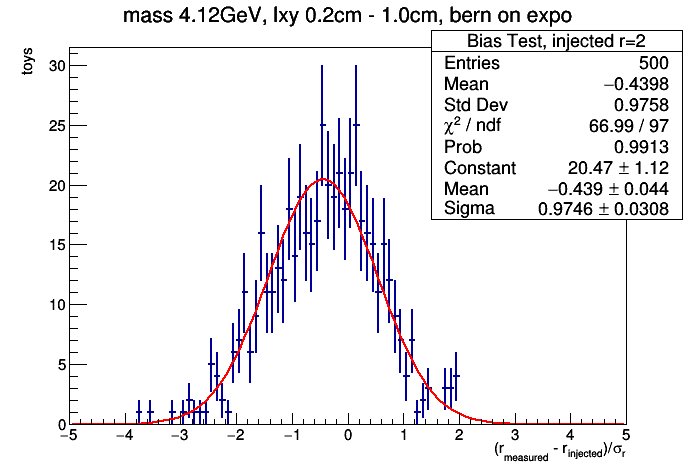 mass 4.12GeV, lxy 0.2cm - 1.0cm, bern on expo
Bias Test, injected r=2
Entries 500
Mean −0.4398
Std Dev 0.9758
χ² / ndf 66.99 / 97
Prob 0.9913
Constant 20.47 ± 1.12
Mean −0.439 ± 0.044
Sigma 0.9746 ± 0.0308
toys
30
25
20
15
10
5
0
−5 −4 −3 −2 −1 0 1 2 3 4 5
(r_measured - r_injected)/σ_r